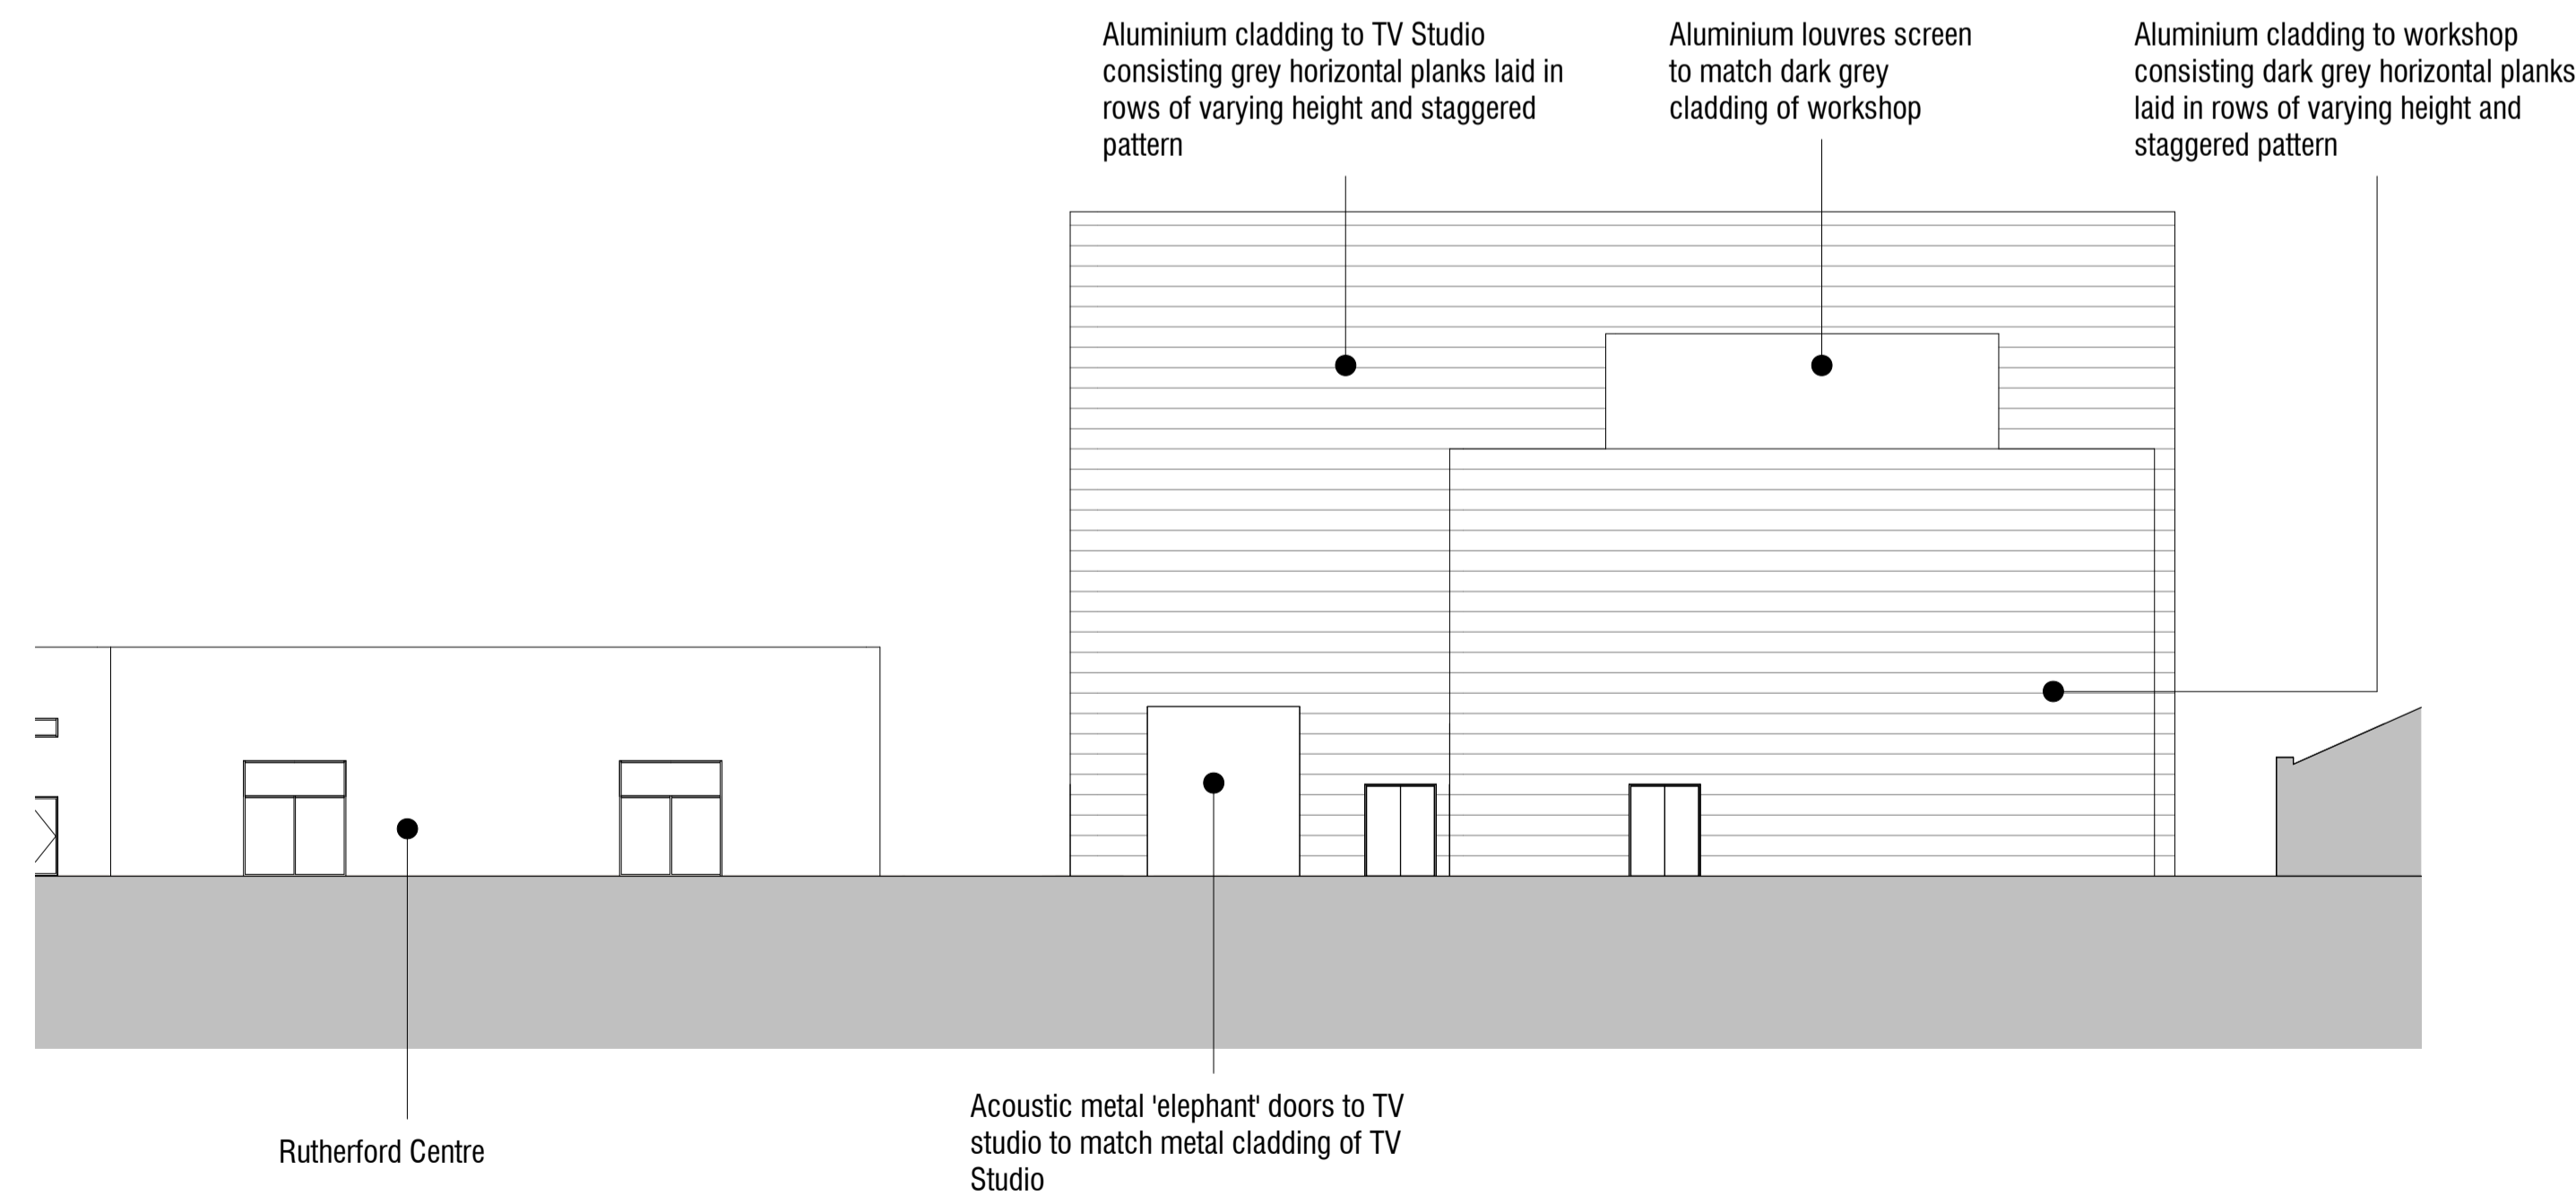 Aluminium cladding to TV Studio
consisting grey horizontal planks laid in
rows of varying height and staggered
pattern
Aluminium louvres screen
to match dark grey
cladding of workshop
Aluminium cladding to workshop
consisting dark grey horizontal planks
laid in rows of varying height and
staggered pattern
Rutherford Centre
Acoustic metal 'elephant' doors to TV
studio to match metal cladding of TV
Studio